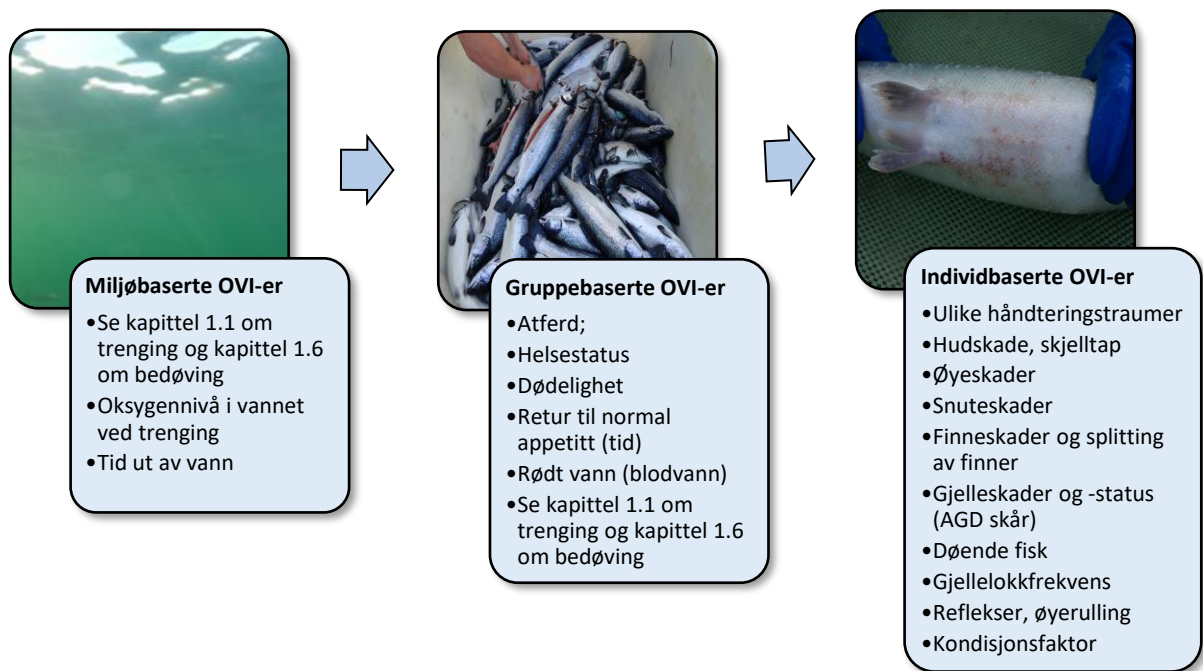 Miljøbaserte OVI-er
•Se kapittel 1.1 om
trenging og kapittel 1.6
om bedøving
•Oksygennivå i vannet
ved trenging
•Tid ut av vann
Gruppebaserte OVI-er
•Atferd;
•Helsestatus
•Dødelighet
•Retur til normal
appetitt (tid)
•Rødt vann (blodvann)
•Se kapittel 1.1 om
trenging og kapittel 1.6
om bedøving
Individbaserte OVI-er
•Ulike håndteringstraumer
•Hudskade, skjelltap
•Øyeskader
•Snuteskader
•Finneskader og splitting
av finner
•Gjelleskader og -status
(AGD skår)
•Døende fisk
•Gjellelokkfrekvens
•Reflekser, øyerulling
•Kondisjonsfaktor